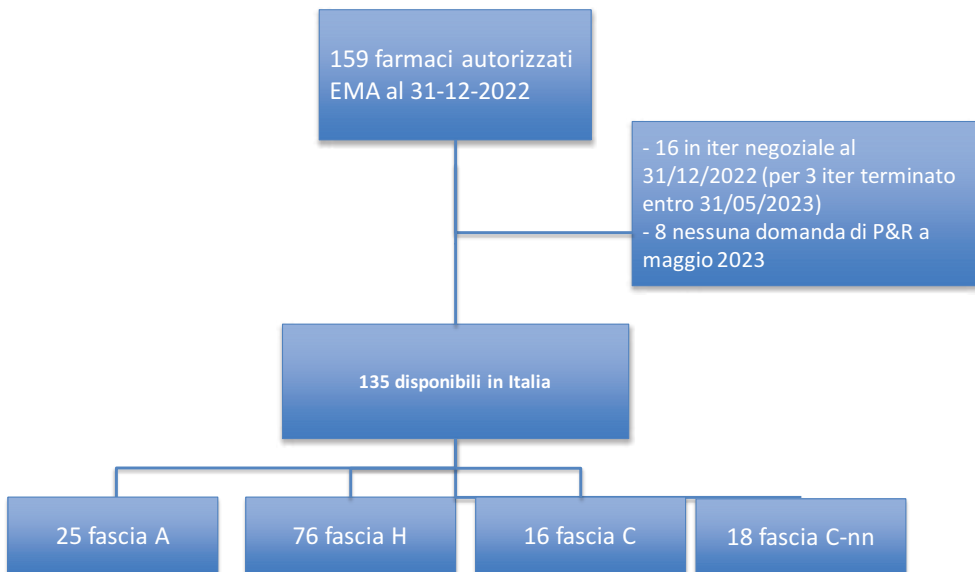 159 farmaci autorizzati
EMA al 31-12-2022
- 16 in iter negoziale al
31/12/2022 (per 3 iter terminato
entro 31/05/2023)
- 8 nessuna domanda di P&R a
maggio 2023
135 disponibili in Italia
25 fascia A
76 fascia H
16 fascia C
18 fascia C-nn